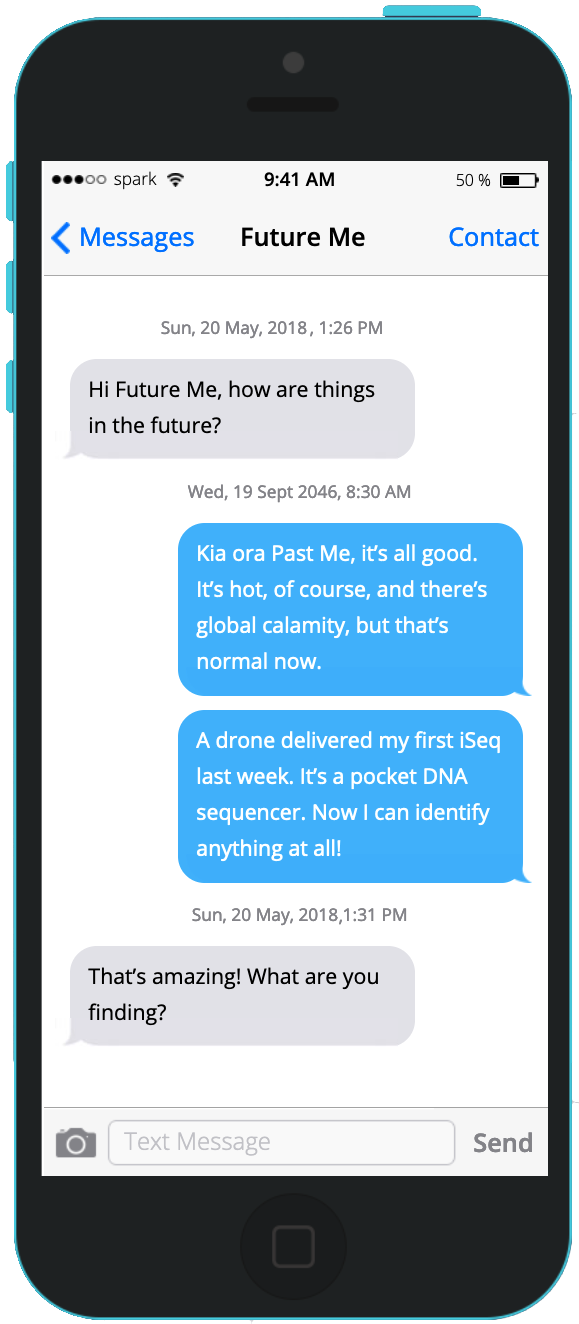 spark 9:41 AM 50 %
Messages Future Me Contact
Sun, 20 May, 2018, 1:26 PM
Hi Future Me, how are things
in the future?
Wed, 19 Sept 2046, 8:30 AM
Kia ora Past Me, it’s all good.
It’s hot, of course, and there’s
global calamity, but that’s
normal now.
A drone delivered my first iSeq
last week. It’s a pocket DNA
sequencer. Now I can identify
anything at all!
Sun, 20 May, 2018,1:31 PM
That’s amazing! What are you
finding?
Text Message Send